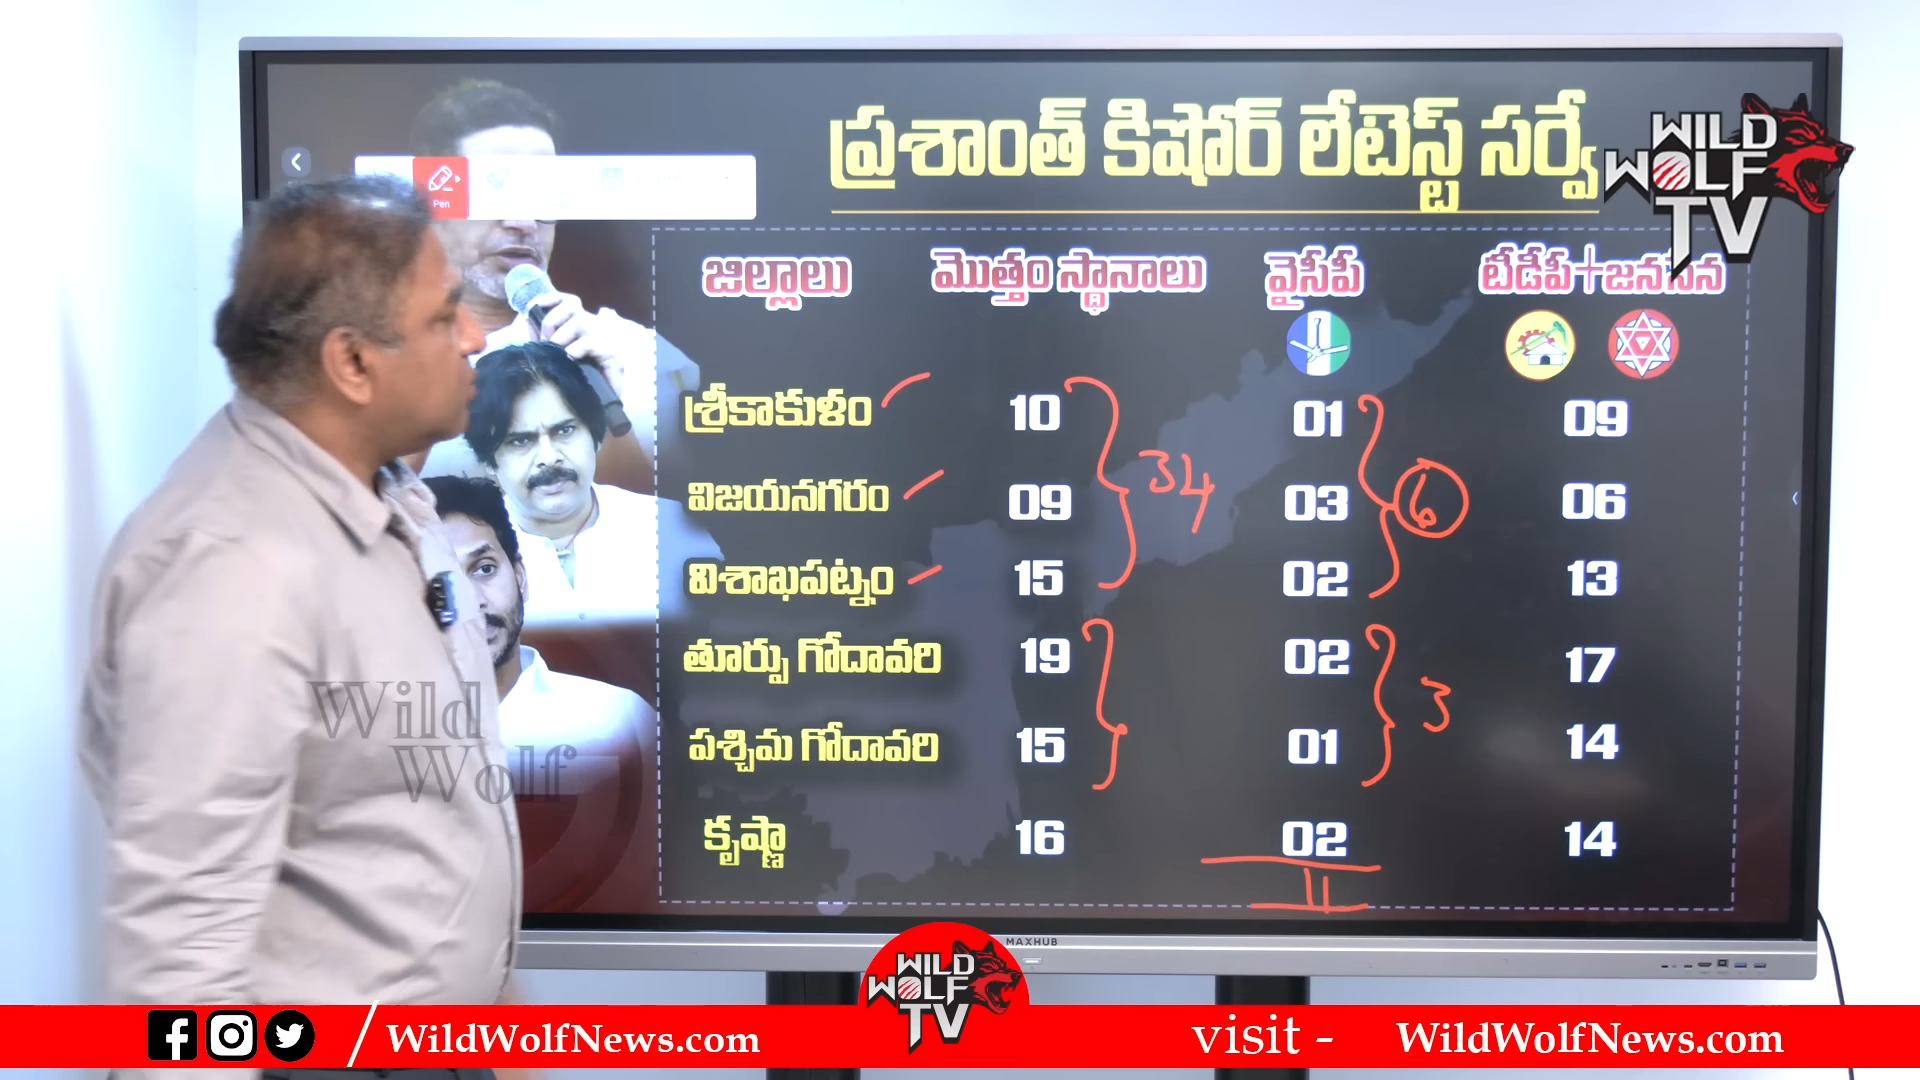 ప్రశాంత్ కిషోర్ లేటెస్ట్ సర్వే
WILD
WOLF
TV
Pen
జిల్లాలు మొత్తం స్థానాలు వైసీపీ టీడీపీ+జనసేన
శ్రీకాకుళం 10 01 09
విజయనగరం 09 03 06
34 6
విశాఖపట్నం 15 02 13
తూర్పు గోదావరి 19 02 17
3
పశ్చిమ గోదావరి 15 01 14
కృష్ణా 16 02 14
11
Wild
Wolf
MAXHUB
WILD
WOLF
TV
WildWolfNews.com visit - WildWolfNews.com